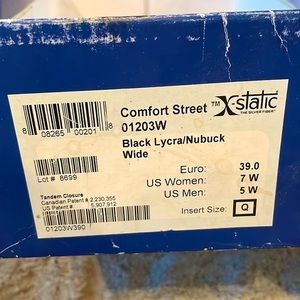 Comfort Street ™ X-static
THE SILVER FIBER
01203W
8 08265 00201 8
Black Lycra/Nubuck
Wide
Lot # 8699
Euro: 39.0
US Women: 7 W
US Men: 5 W
Tandem Closure
Canadian Patent # 2,230,355
US Patent # 5,907,912
Insert Size: Q
01203W390